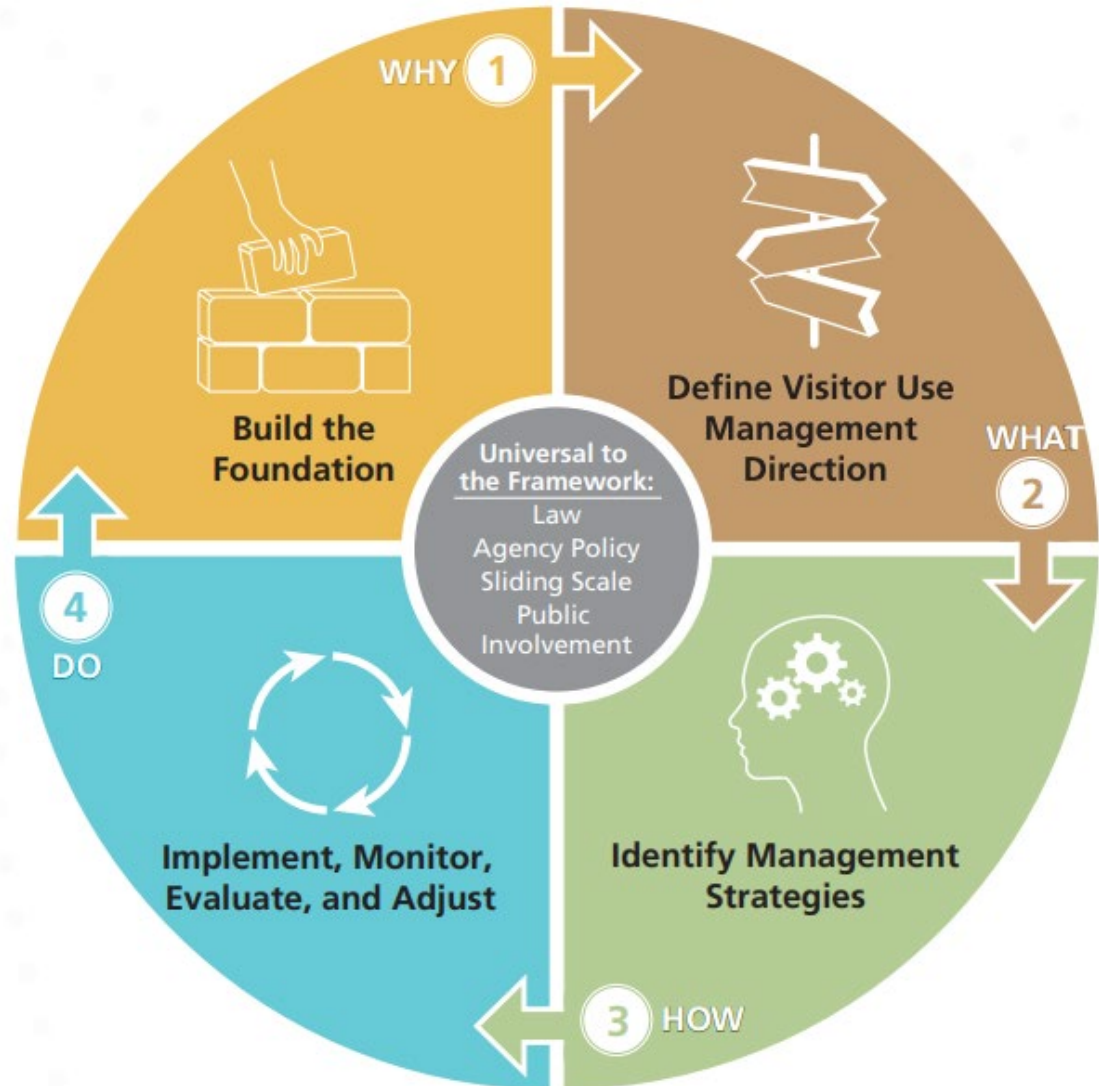 WHY 1
Build the
Foundation
Define Visitor Use
Management
Direction
WHAT
2
Universal to
the Framework:
Law
Agency Policy
Sliding Scale
Public
Involvement
Identify Management
Strategies
3 HOW
Implement, Monitor,
Evaluate, and Adjust
4
DO